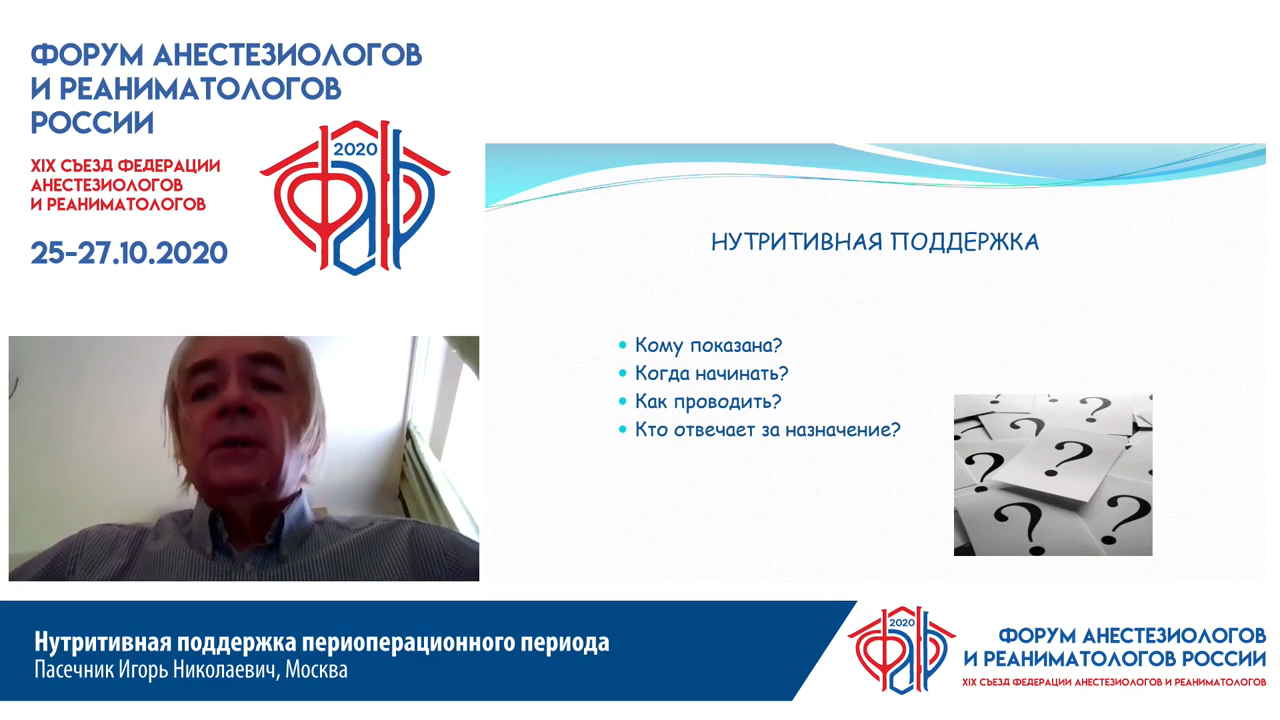 ФОРУМ АНЕСТЕЗИОЛОГОВ
И РЕАНИМАТОЛОГОВ
РОССИИ
XIX СЪЕЗД ФЕДЕРАЦИИ
АНЕСТЕЗИОЛОГОВ
И РЕАНИМАТОЛОГОВ
25-27.10.2020
2020
ФАР
НУТРИТИВНАЯ ПОДДЕРЖКА
Кому показана?
Когда начинать?
Как проводить?
Кто отвечает за назначение?
? ? ? ? ? ? ?
Нутритивная поддержка периоперационного периода
Пасечник Игорь Николаевич, Москва
2020
ФАР
ФОРУМ АНЕСТЕЗИОЛОГОВ
И РЕАНИМАТОЛОГОВ РОССИИ
XIX СЪЕЗД ФЕДЕРАЦИИ АНЕСТЕЗИОЛОГОВ И РЕАНИМАТОЛОГОВ